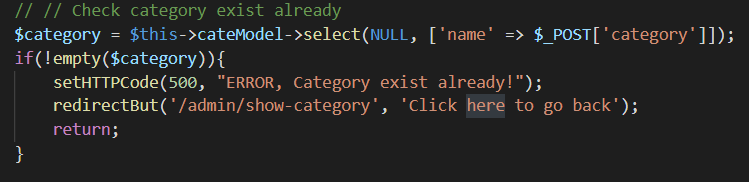 // // Check category exist already
$category = $this->cateModel->select(NULL, ['name' => $_POST['category']]);
if(!empty($category)){
setHTTPCode(500, "ERROR, Category exist already!");
redirectBut('/admin/show-category', 'Click here to go back');
return;
}